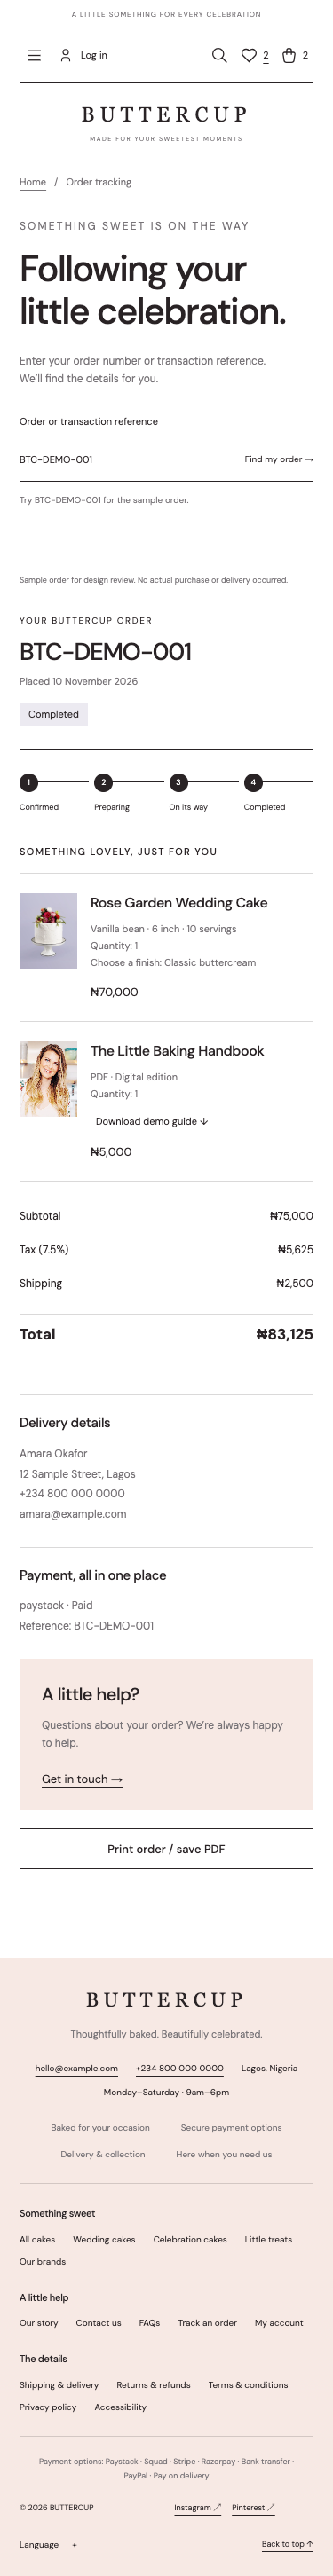 A LITTLE SOMETHING FOR EVERY CELEBRATION
Log in
2
2
BUTTERCUP
MADE FOR YOUR SWEETEST MOMENTS
Home / Order tracking
SOMETHING SWEET IS ON THE WAY
Following your
little celebration.
Enter your order number or transaction reference.
We'll find the details for you.
Order or transaction reference
BTC-DEMO-001 Find my order →
Try BTC-DEMO-001 for the sample order.
Sample order for design review. No actual purchase or delivery occurred.
YOUR BUTTERCUP ORDER
BTC-DEMO-001
Placed 10 November 2026
Completed
1 2 3 4
Confirmed Preparing On its way Completed
SOMETHING LOVELY, JUST FOR YOU
Rose Garden Wedding Cake
Vanilla bean · 6 inch · 10 servings
Quantity: 1
Choose a finish: Classic buttercream
₦70,000
The Little Baking Handbook
PDF · Digital edition
Quantity: 1
Download demo guide ↓
₦5,000
Subtotal ₦75,000
Tax (7.5%) ₦5,625
Shipping ₦2,500
Total ₦83,125
Delivery details
Amara Okafor
12 Sample Street, Lagos
+234 800 000 0000
amara@example.com
Payment, all in one place
paystack · Paid
Reference: BTC-DEMO-001
A little help?
Questions about your order? We're always happy
to help.
Get in touch →
Print order / save PDF
BUTTERCUP
Thoughtfully baked. Beautifully celebrated.
hello@example.com +234 800 000 0000 Lagos, Nigeria
Monday–Saturday · 9am–6pm
Baked for your occasion Secure payment options
Delivery & collection Here when you need us
Something sweet
All cakes Wedding cakes Celebration cakes Little treats
Our brands
A little help
Our story Contact us FAQs Track an order My account
The details
Shipping & delivery Returns & refunds Terms & conditions
Privacy policy Accessibility
Payment options: Paystack · Squad · Stripe · Razorpay · Bank transfer ·
PayPal · Pay on delivery
© 2026 BUTTERCUP Instagram ↗ Pinterest ↗
Language + Back to top ↑